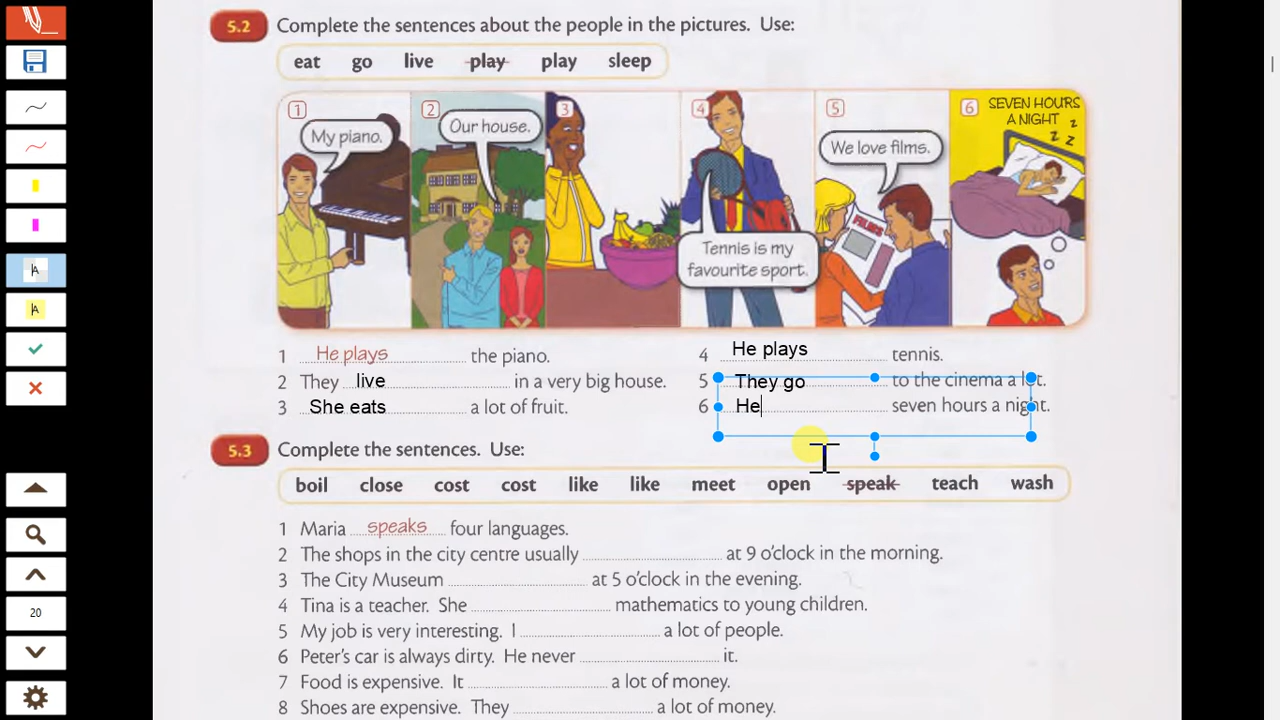 5.2 Complete the sentences about the people in the pictures. Use:
eat go live play play sleep
1 My piano.
2 Our house.
3
4 Tennis is my
favourite sport.
5 We love films.
FILMS
6 SEVEN HOURS
A NIGHT
z
z z
1 He plays the piano.
2 They live in a very big house.
3 She eats a lot of fruit.
4 He plays tennis.
5 They go to the cinema a lot.
6 He seven hours a night.
5.3 Complete the sentences. Use:
boil close cost cost like like meet open speak teach wash
1 Maria speaks four languages.
2 The shops in the city centre usually at 9 o'clock in the morning.
3 The City Museum at 5 o'clock in the evening.
4 Tina is a teacher. She mathematics to young children.
5 My job is very interesting. I a lot of people.
6 Peter's car is always dirty. He never it.
7 Food is expensive. It a lot of money.
8 Shoes are expensive. They a lot of money.
A
A
20